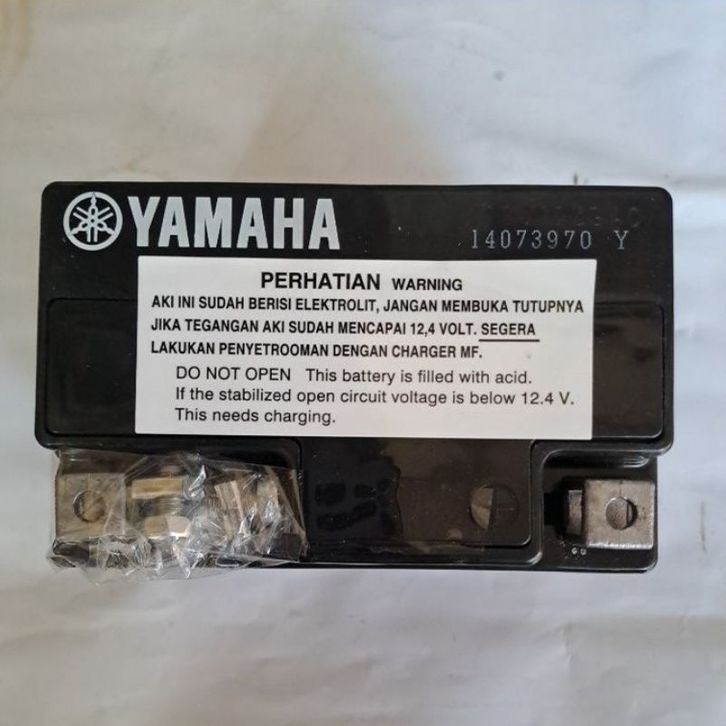 YAMAHA
14073970 Y
PERHATIAN WARNING
AKI INI SUDAH BERISI ELEKTROLIT, JANGAN MEMBUKA TUTUPNYA
JIKA TEGANGAN AKI SUDAH MENCAPAI 12,4 VOLT. SEGERA
LAKUKAN PENYETROOMAN DENGAN CHARGER MF.
DO NOT OPEN This battery is filled with acid.
If the stabilized open circuit voltage is below 12.4 V.
This needs charging.